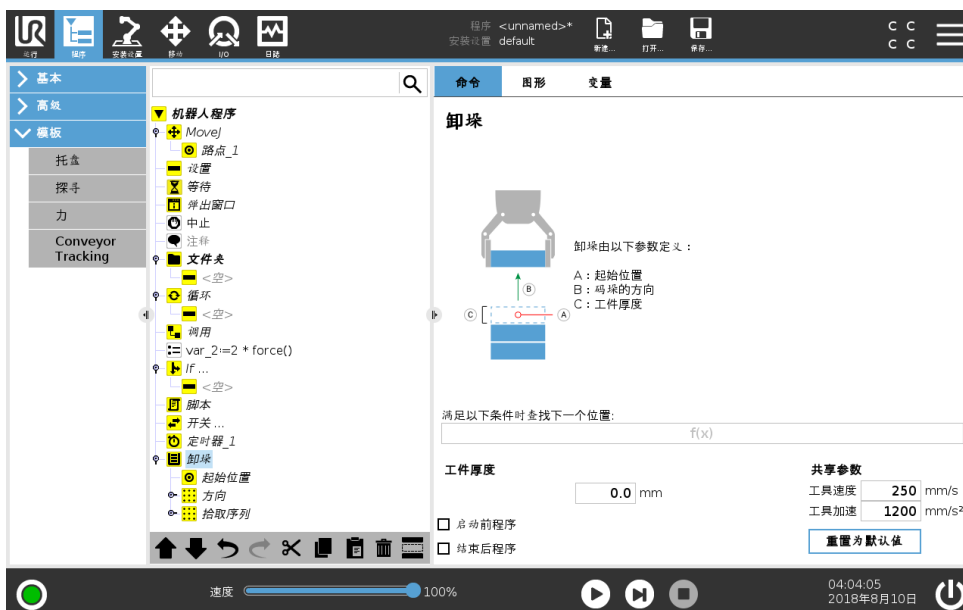 UR
运行
程序
安装设置
移动
I/O
日志
程序 <unnamed>*
安装设置 default
新建...
打开...
保存...
C C
C C
基本
高级
模板
托盘
探寻
力
Conveyor
Tracking
机器人程序
MoveJ
路点_1
设置
等待
弹出窗口
中止
注释
文件夹
<空>
循环
<空>
调用
var_2:=2 * force()
If ...
<空>
脚本
开关 ...
定时器_1
卸垛
起始位置
方向
拾取序列
命令
图形
变量
卸垛
卸垛由以下参数定义：
A：起始位置
B：码垛的方向
C：工件厚度
B
C
A
满足以下条件时查找下一个位置:
f(x)
工件厚度
0.0 mm
启动前程序
结束后程序
共享参数
工具速度 250 mm/s
工具加速 1200 mm/s²
重置为默认值
速度
100%
04:04:05
2018年8月10日